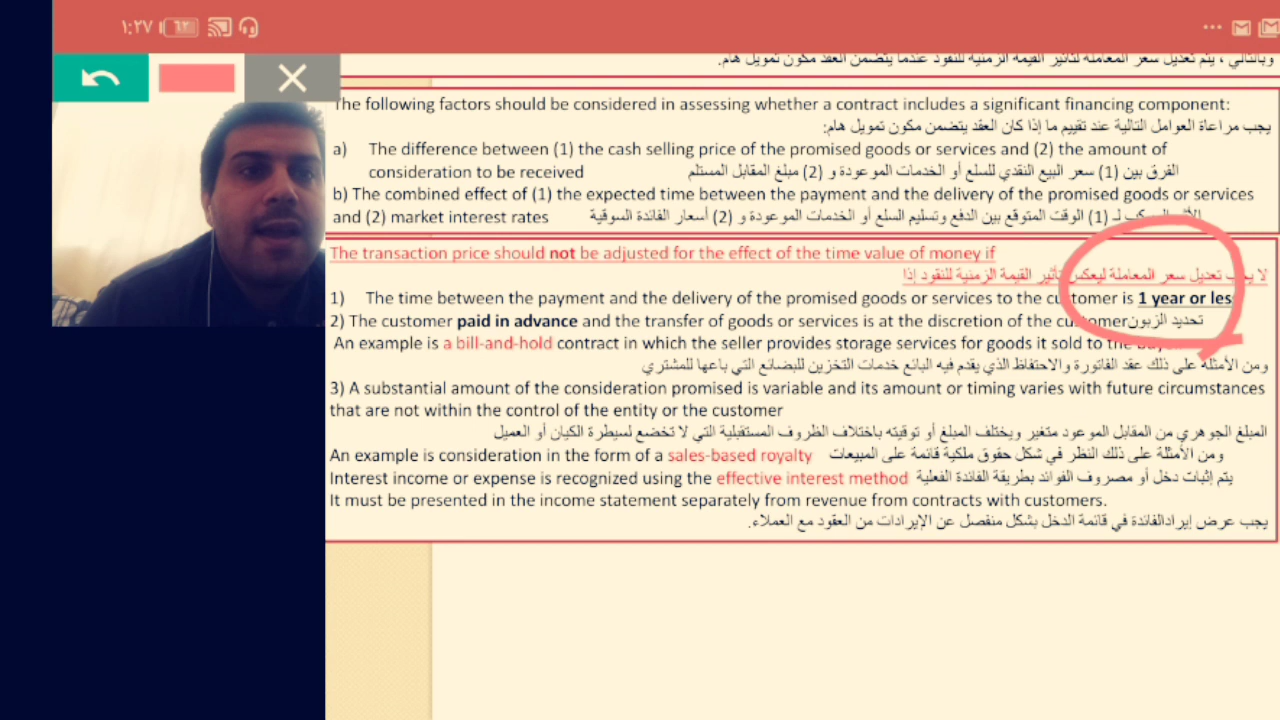 ١:٢٧ ٦٢
وبالتالي ، يتم تعديل سعر المعاملة لتأثير القيمة الزمنية للنقود عندما يتضمن العقد مكون تمويل هام.
The following factors should be considered in assessing whether a contract includes a significant financing component:
يجب مراعاة العوامل التالية عند تقييم ما إذا كان العقد يتضمن مكون تمويل هام:
a) The difference between (1) the cash selling price of the promised goods or services and (2) the amount of
consideration to be received الفرق بين (1) سعر البيع النقدي للسلع أو الخدمات الموعودة و (2) مبلغ المقابل المستلم
b) The combined effect of (1) the expected time between the payment and the delivery of the promised goods or services
and (2) market interest rates لـ (1) الوقت المتوقع بين الدفع وتسليم السلع أو الخدمات الموعودة و (2) أسعار الفائدة السوقية
The transaction price should not be adjusted for the effect of the time value of money if
لا يجب تعديل سعر المعاملة ليعكس تأثير القيمة الزمنية للنقود إذا
1) The time between the payment and the delivery of the promised goods or services to the customer is 1 year or less
2) The customer paid in advance and the transfer of goods or services is at the discretion of the customer تحديد الزبون
An example is a bill-and-hold contract in which the seller provides storage services for goods it sold to the
ومن الأمثلة على ذلك عقد الفاتورة والاحتفاظ الذي يقدم فيه البائع خدمات التخزين للبضائع التي باعها للمشتري
3) A substantial amount of the consideration promised is variable and its amount or timing varies with future circumstances
that are not within the control of the entity or the customer
المبلغ الجوهري من المقابل الموعود متغير ويختلف المبلغ أو توقيته باختلاف الظروف المستقبلية التي لا تخضع لسيطرة الكيان أو العميل
An example is consideration in the form of a sales-based royalty ومن الأمثلة على ذلك النظر في شكل حقوق ملكية قائمة على المبيعات
Interest income or expense is recognized using the effective interest method يتم إثبات دخل أو مصروف الفوائد بطريقة الفائدة الفعلية
It must be presented in the income statement separately from revenue from contracts with customers.
يجب عرض إيرادالفائدة في قائمة الدخل بشكل منفصل عن الإيرادات من العقود مع العملاء.